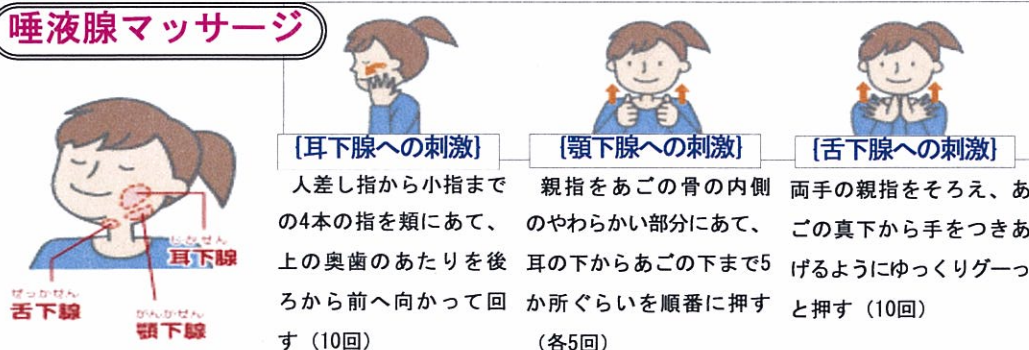 唾液腺マッサージ
じかせん
耳下腺
ぜっかせん
舌下線
がんかせん
顎下線
{耳下腺への刺激}
人差し指から小指まで
の4本の指を頬にあて、
上の奥歯のあたりを後
ろから前へ向かって回
す（10回）
{顎下腺への刺激}
親指をあごの骨の内側
のやわらかい部分にあて、
耳の下からあごの下まで5
か所ぐらいを順番に押す
（各5回）
{舌下腺への刺激}
両手の親指をそろえ、あ
ごの真下から手をつきあ
げるようにゆっくりグーっ
と押す（10回）